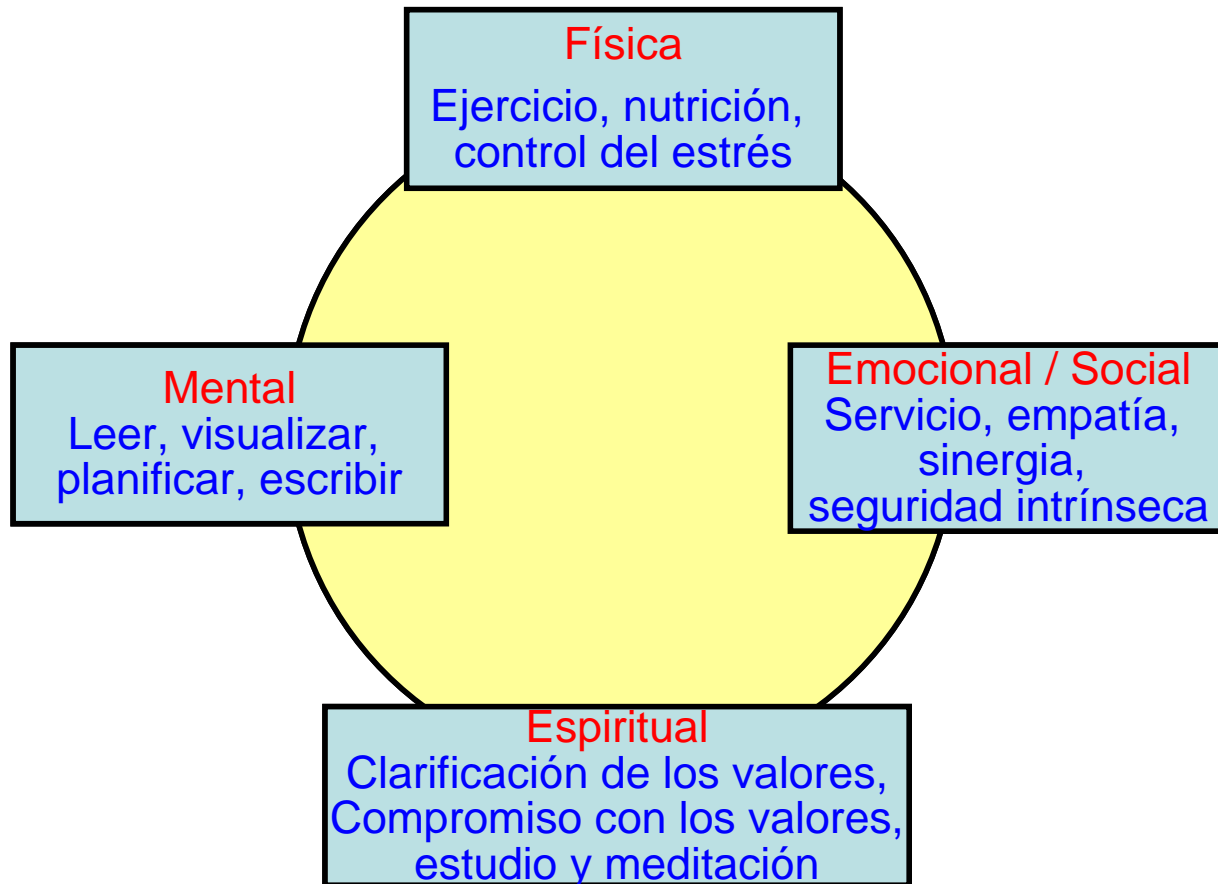 Física
Ejercicio, nutrición,
control del estrés
Mental
Leer, visualizar,
planificar, escribir
Emocional / Social
Servicio, empatía,
sinergia,
seguridad intrínseca
Espiritual
Clarificación de los valores,
Compromiso con los valores,
estudio y meditación